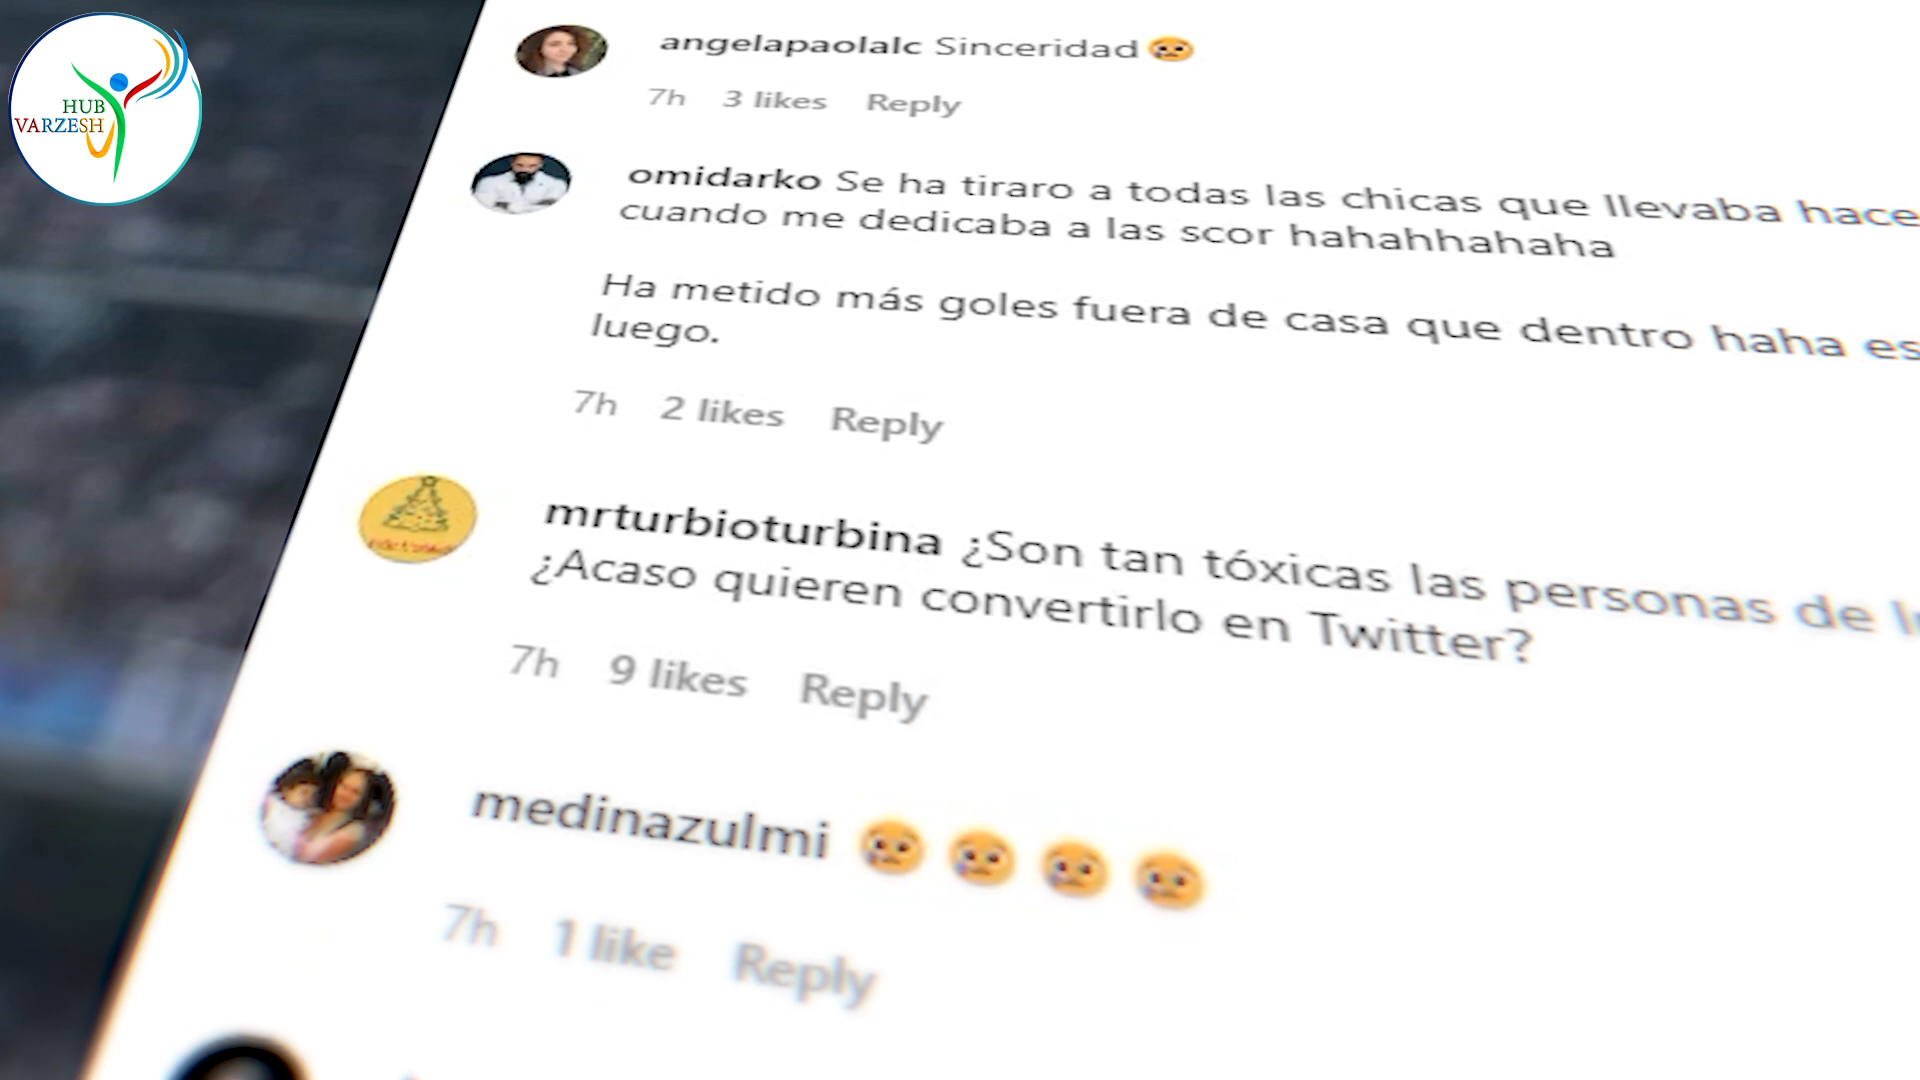 HUB
VARZESH
angelapaolalc Sinceridad 😢
7h 3 likes Reply
omidarko Se ha tiraro a todas las chicas que llevaba hace
cuando me dedicaba a las scor hahahhahaha
Ha metido más goles fuera de casa que dentro haha es
luego.
7h 2 likes Reply
mrturbioturbina ¿Son tan tóxicas las personas de
¿Acaso quieren convertirlo en Twitter?
7h 9 likes Reply
medinazulmi 😢 😢 😢 😢
7h 1 like Reply